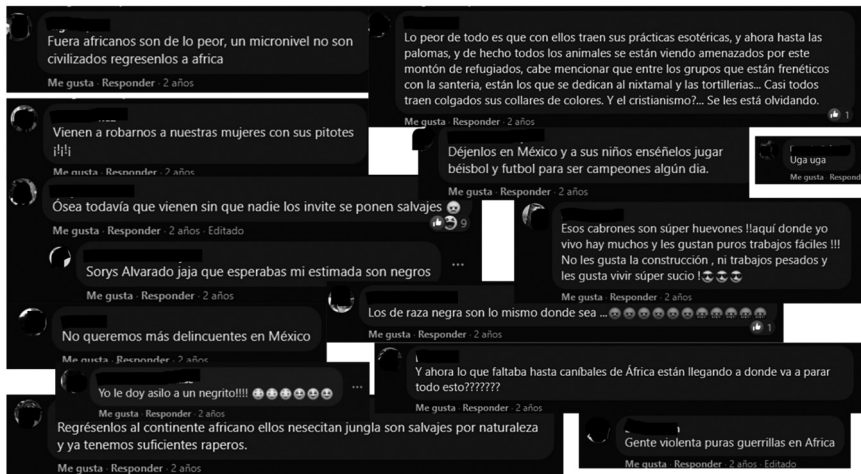 Fuera africanos son de lo peor, un micronivel no son
civilizados regresenlos a africa
Me gusta · Responder · 2 años
Lo peor de todo es que con ellos traen sus prácticas esotéricas, y ahora hasta las
palomas, y de hecho todos los animales se están viendo amenazados por este
montón de refugiados, cabe mencionar que entre los grupos que están frenéticos
con la santeria, están los que se dedican al nixtamal y las tortillerias... Casi todos
traen colgados sus collares de colores. Y el cristianismo?... Se les está olvidando.
Me gusta · Responder · 2 años
1
Vienen a robarnos a nuestras mujeres con sus pitotes
¡!¡!¡
Me gusta · Responder · 2 años
Déjenlos en México y a sus niños enséñelos jugar
béisbol y futbol para ser campeones algún dia.
Me gusta · Responder · 2 años
Uga uga
Me gusta · Respond
Ósea todavía que vienen sin que nadie los invite se ponen salvajes 😡
9
Me gusta · Responder · 2 años · Editado
Esos cabrones son súper huevones !!aquí donde yo
vivo hay muchos y les gustan puros trabajos fáciles !!!
No les gusta la construcción , ni trabajos pesados y
les gusta vivir súper sucio !😎😎😎
Me gusta · Responder · 2 años
Sorys Alvarado jaja que esperabas mi estimada son negros
...
Me gusta · Responder · 2 años
Los de raza negra son lo mismo donde sea ...
1
Me gusta · Responder · 2 años
No queremos más delincuentes en México
Me gusta · Responder · 2 años
Y ahora lo que faltaba hasta caníbales de África están llegando a donde va a parar
todo esto???????
Me gusta · Responder · 2 años
Yo le doy asilo a un negrito!!!!
...
Me gusta · Responder · 2 años
Regrésenlos al continente africano ellos nesecitan jungla son salvajes por naturaleza
y ya tenemos suficientes raperos.
Me gusta · Responder · 2 años
Gente violenta puras guerrillas en Africa
Me gusta · Responder · 2 años · Editado